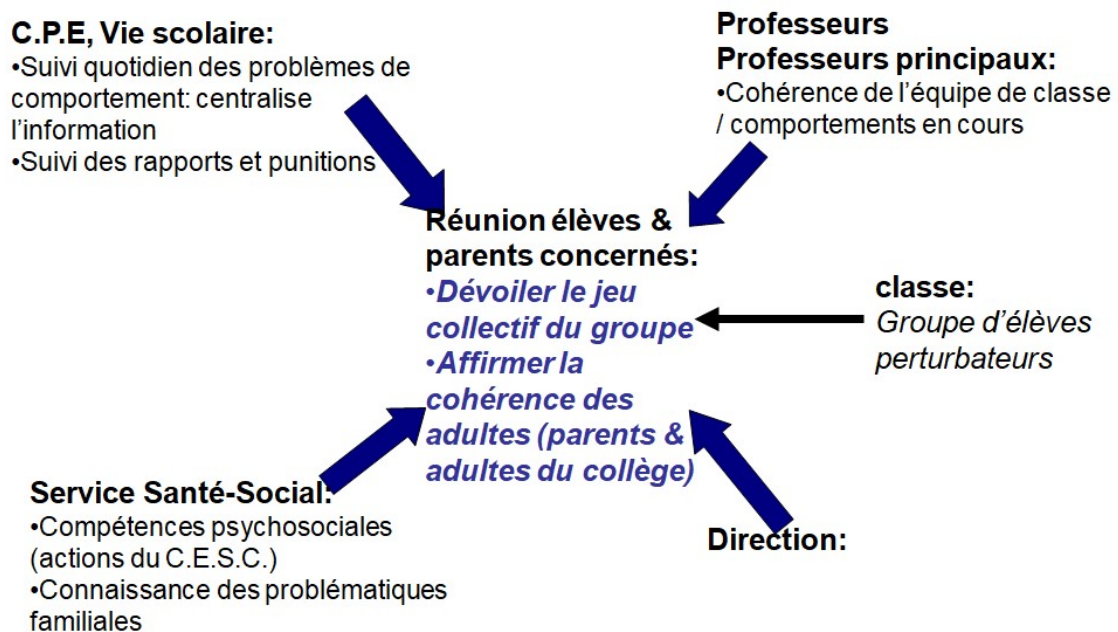 C.P.E, Vie scolaire:
•Suivi quotidien des problèmes de
comportement: centralise
l’information
•Suivi des rapports et punitions
Professeurs
Professeurs principaux:
•Cohérence de l’équipe de classe
/ comportements en cours
Réunion élèves &
parents concernés:
•Dévoiler le jeu
collectif du groupe
•Affirmer la
cohérence des
adultes (parents &
adultes du collège)
classe:
Groupe d’élèves
perturbateurs
Service Santé-Social:
•Compétences psychosociales
(actions du C.E.S.C.)
•Connaissance des problématiques
familiales
Direction: